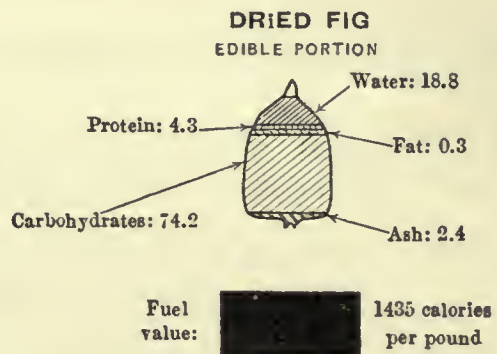 DRiED FIG
EDIBLE PORTION
Water: 18.8
Protein: 4.3
Fat: 0.3
Carbohydrates: 74.2
Ash: 2.4
Fuel
value:
1435 calories
per pound